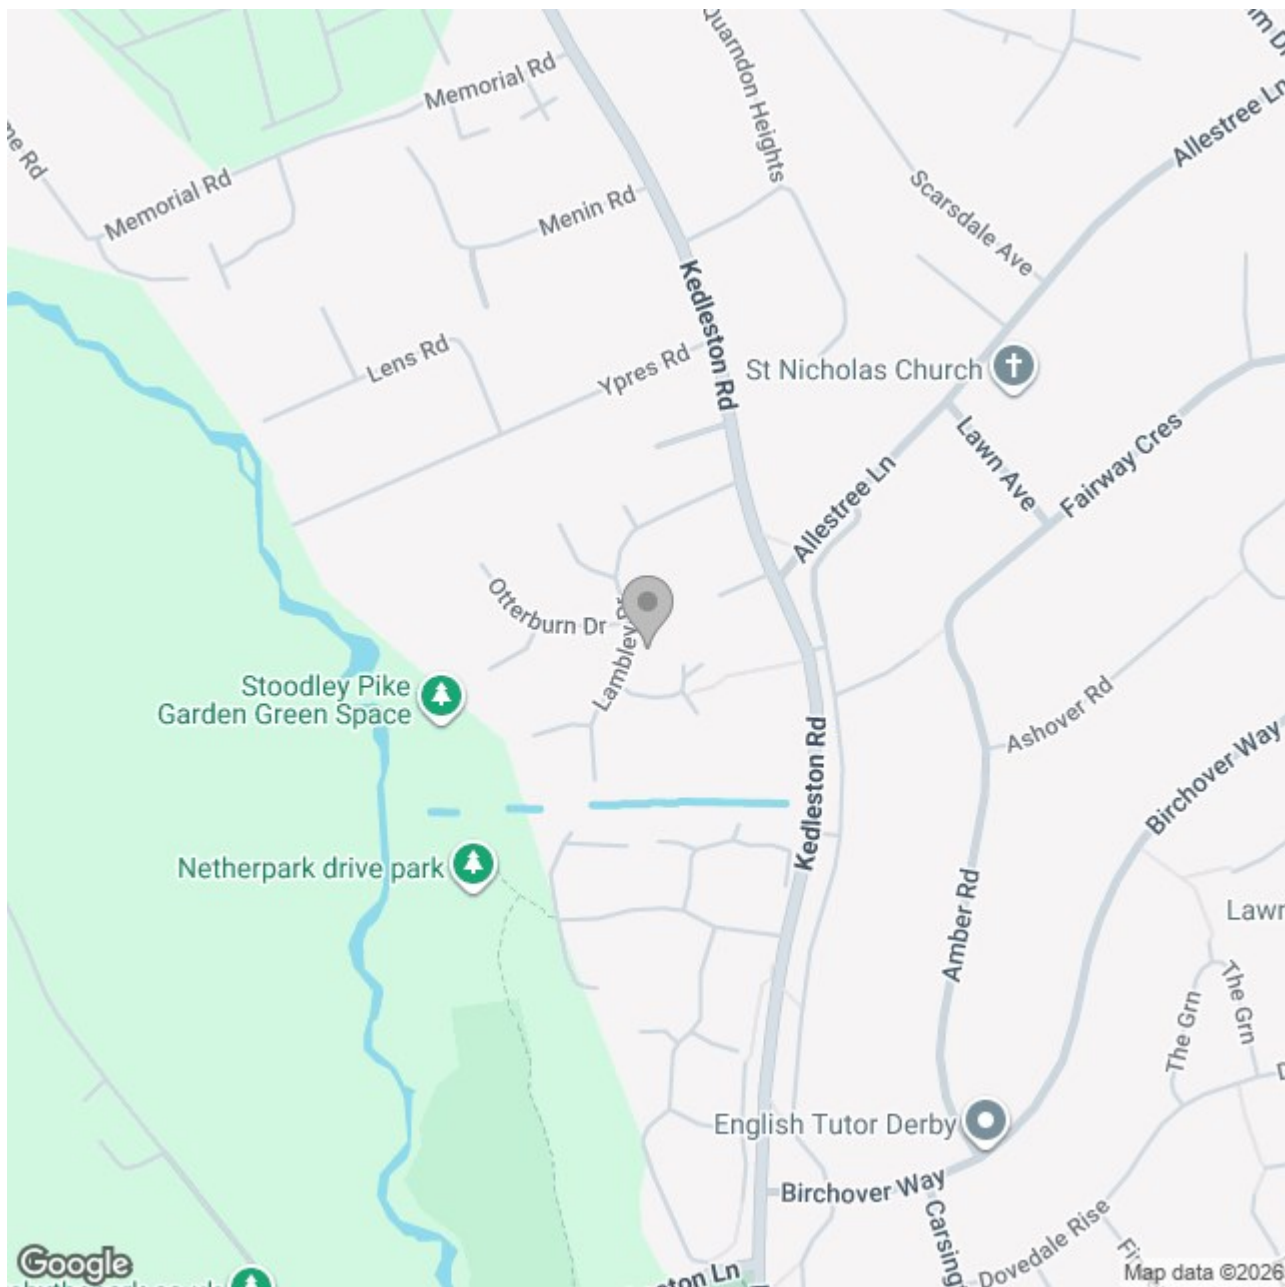 Quarndon Heights
Memorial Rd
Allestree Ln
Memorial Rd
Menin Rd
Scarsdale Ave
Kedleston Rd
Lens Rd
Ypres Rd
St Nicholas Church
Lawn Ave
Fairway Cres
Allestree Ln
Otterburn Dr
Lambley Dr
Stoodley Pike
Garden Green Space
Ashover Rd
Kedleston Rd
Birchover Way
Netherpark drive park
Amber Rd
The Grn
The Grn
English Tutor Derby
Birchover Way
Dovedale Rise
Google
Map data ©2026